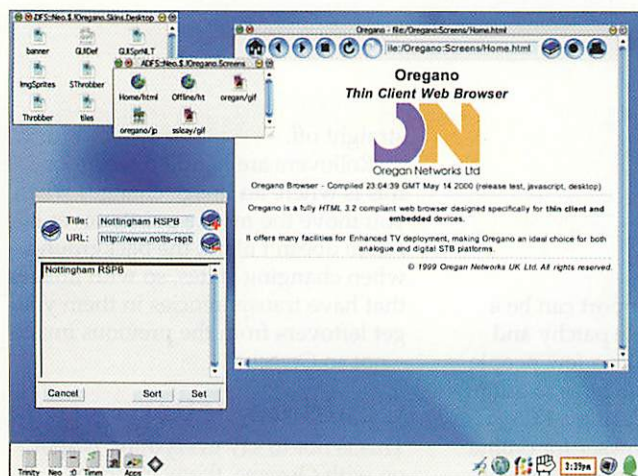 ADFS::Neo.$.!Oregano.Skins.Desktop
banner
GUIDef
GUISprNLT
ImgSprites
SThrobber
Throbber
tiles
ADFS::Neo.$.!Oregano.Screens
Home/html
Offline/ht
oregan/gif
oregano/jp
ssleay/gif
Oregano - file:/Oregano:Screens/Home.html
ile:/Oregano:Screens/Home.html
Oregano
Thin Client Web Browser
ON
Oregan Networks Ltd
Oregano Browser - Compiled 23:04:39 GMT May 14 2000 (release test, javascript, desktop)
Oregano is a fully HTML 3.2 compliant web browser designed specifically for thin client and
embedded devices.
It offers many facilities for Enhanced TV deployment, making Oregano an ideal choice for both
analogue and digital STB platforms.
© 1999 Oregan Networks UK Ltd. All rights reserved.
Title: Nottingham RSPB
URL: http://www.notts-rspb
Nottingham RSPB
Cancel
Sort
Set
Trinity
Neo
:0
Timm
Apps
3:39pm